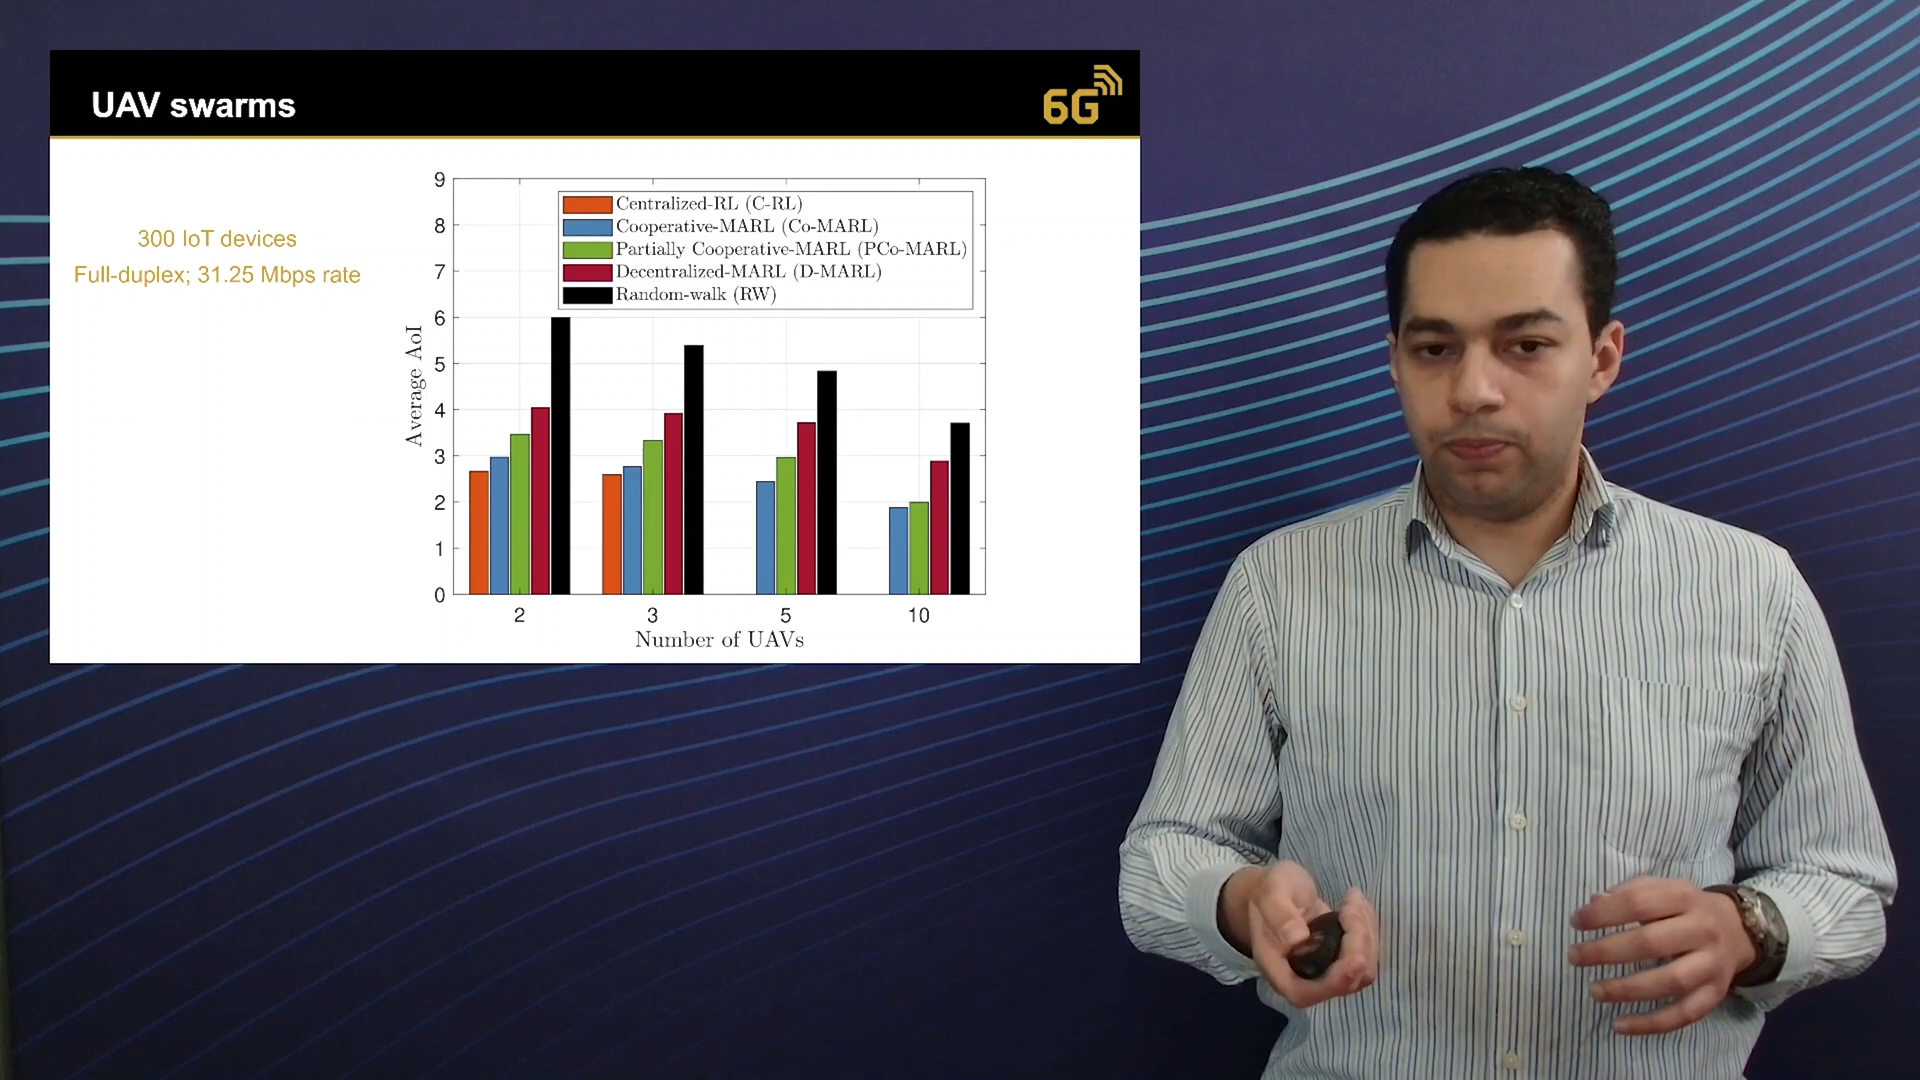 UAV swarms
6G
300 IoT devices
Full-duplex; 31.25 Mbps rate
9
8
7
6
5
4
3
2
1
0
Average AoI
Centralized-RL (C-RL)
Cooperative-MARL (Co-MARL)
Partially Cooperative-MARL (PCo-MARL)
Decentralized-MARL (D-MARL)
Random-walk (RW)
2 3 5 10
Number of UAVs